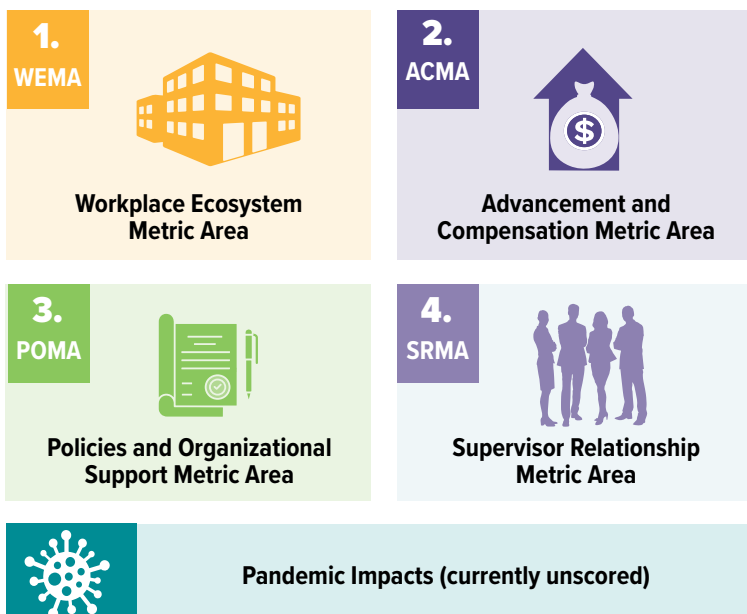 1.
WEMA
Workplace Ecosystem
Metric Area
2.
ACMA
$
Advancement and
Compensation Metric Area
3.
POMA
Policies and Organizational
Support Metric Area
4.
SRMA
Supervisor Relationship
Metric Area
Pandemic Impacts (currently unscored)